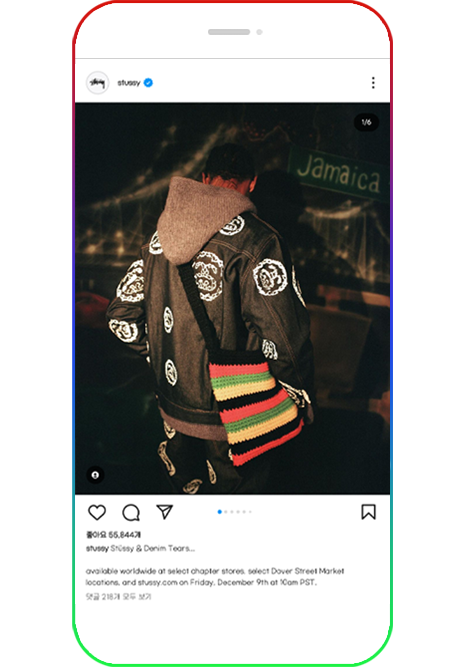 stussy
1/6
Jamaica
좋아요 55,844개
stussy Stüssy & Denim Tears...
available worldwide at select chapter stores, select Dover Street Market
locations, and stussy.com on Friday, December 9th at 10am PST.
댓글 218개 모두 보기